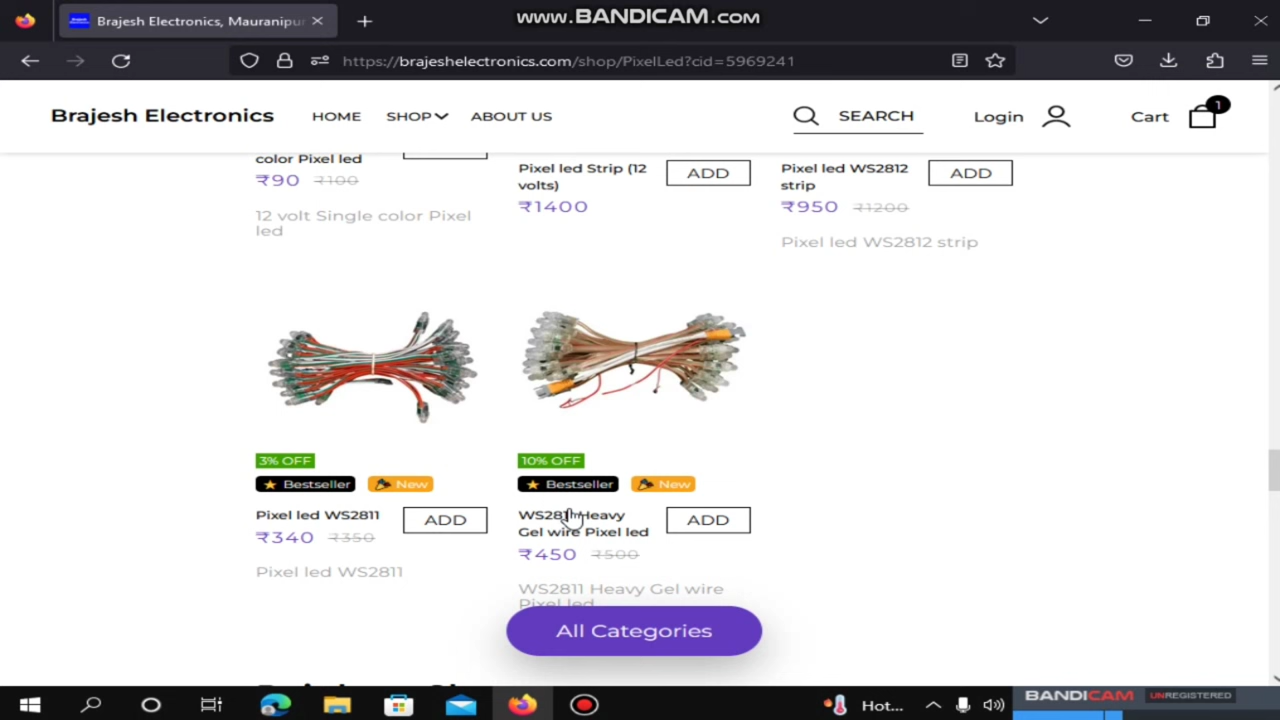 Brajesh Electronics, Mauranipur
www.BANDICAM.com
https://brajeshelectronics.com/shop/PixelLed?cid=5969241
Brajesh Electronics HOME SHOP ABOUT US SEARCH Login Cart 1
color Pixel led
₹90 ₹100
12 volt Single color Pixel
led
Pixel led Strip (12
volts)
ADD
₹1400
Pixel led WS2812
strip
ADD
₹950 ₹1200
Pixel led WS2812 strip
3% OFF
Bestseller New
Pixel led WS2811
ADD
₹340 ₹350
Pixel led WS2811
10% OFF
Bestseller New
WS2811 Heavy
Gel wire Pixel led
ADD
₹450 ₹500
WS2811 Heavy Gel wire
Pixel led
All Categories
Hot...
BANDICAM UNREGISTERED